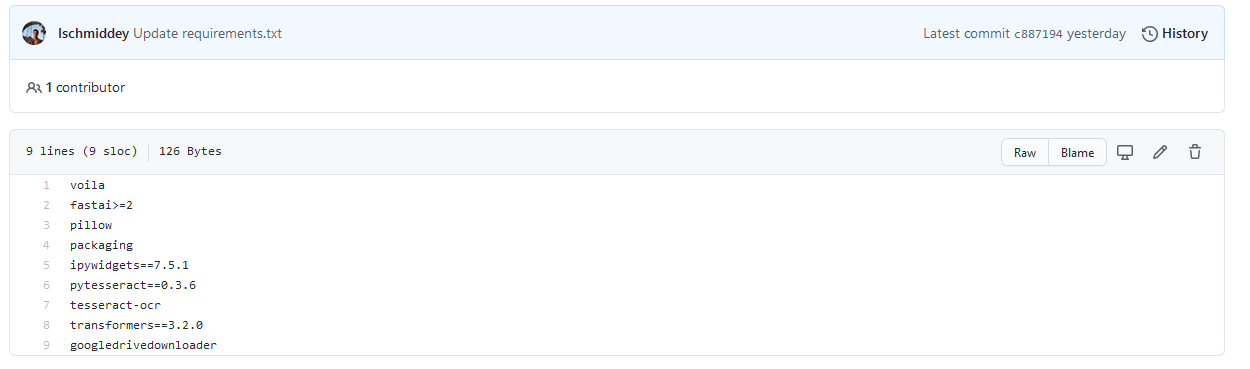 lschmiddey Update requirements.txt Latest commit c887194 yesterday History
1 contributor
9 lines (9 sloc) 126 Bytes Raw Blame
1 voila
2 fastai>=2
3 pillow
4 packaging
5 ipywidgets==7.5.1
6 pytesseract==0.3.6
7 tesseract-ocr
8 transformers==3.2.0
9 googledrivedownloader